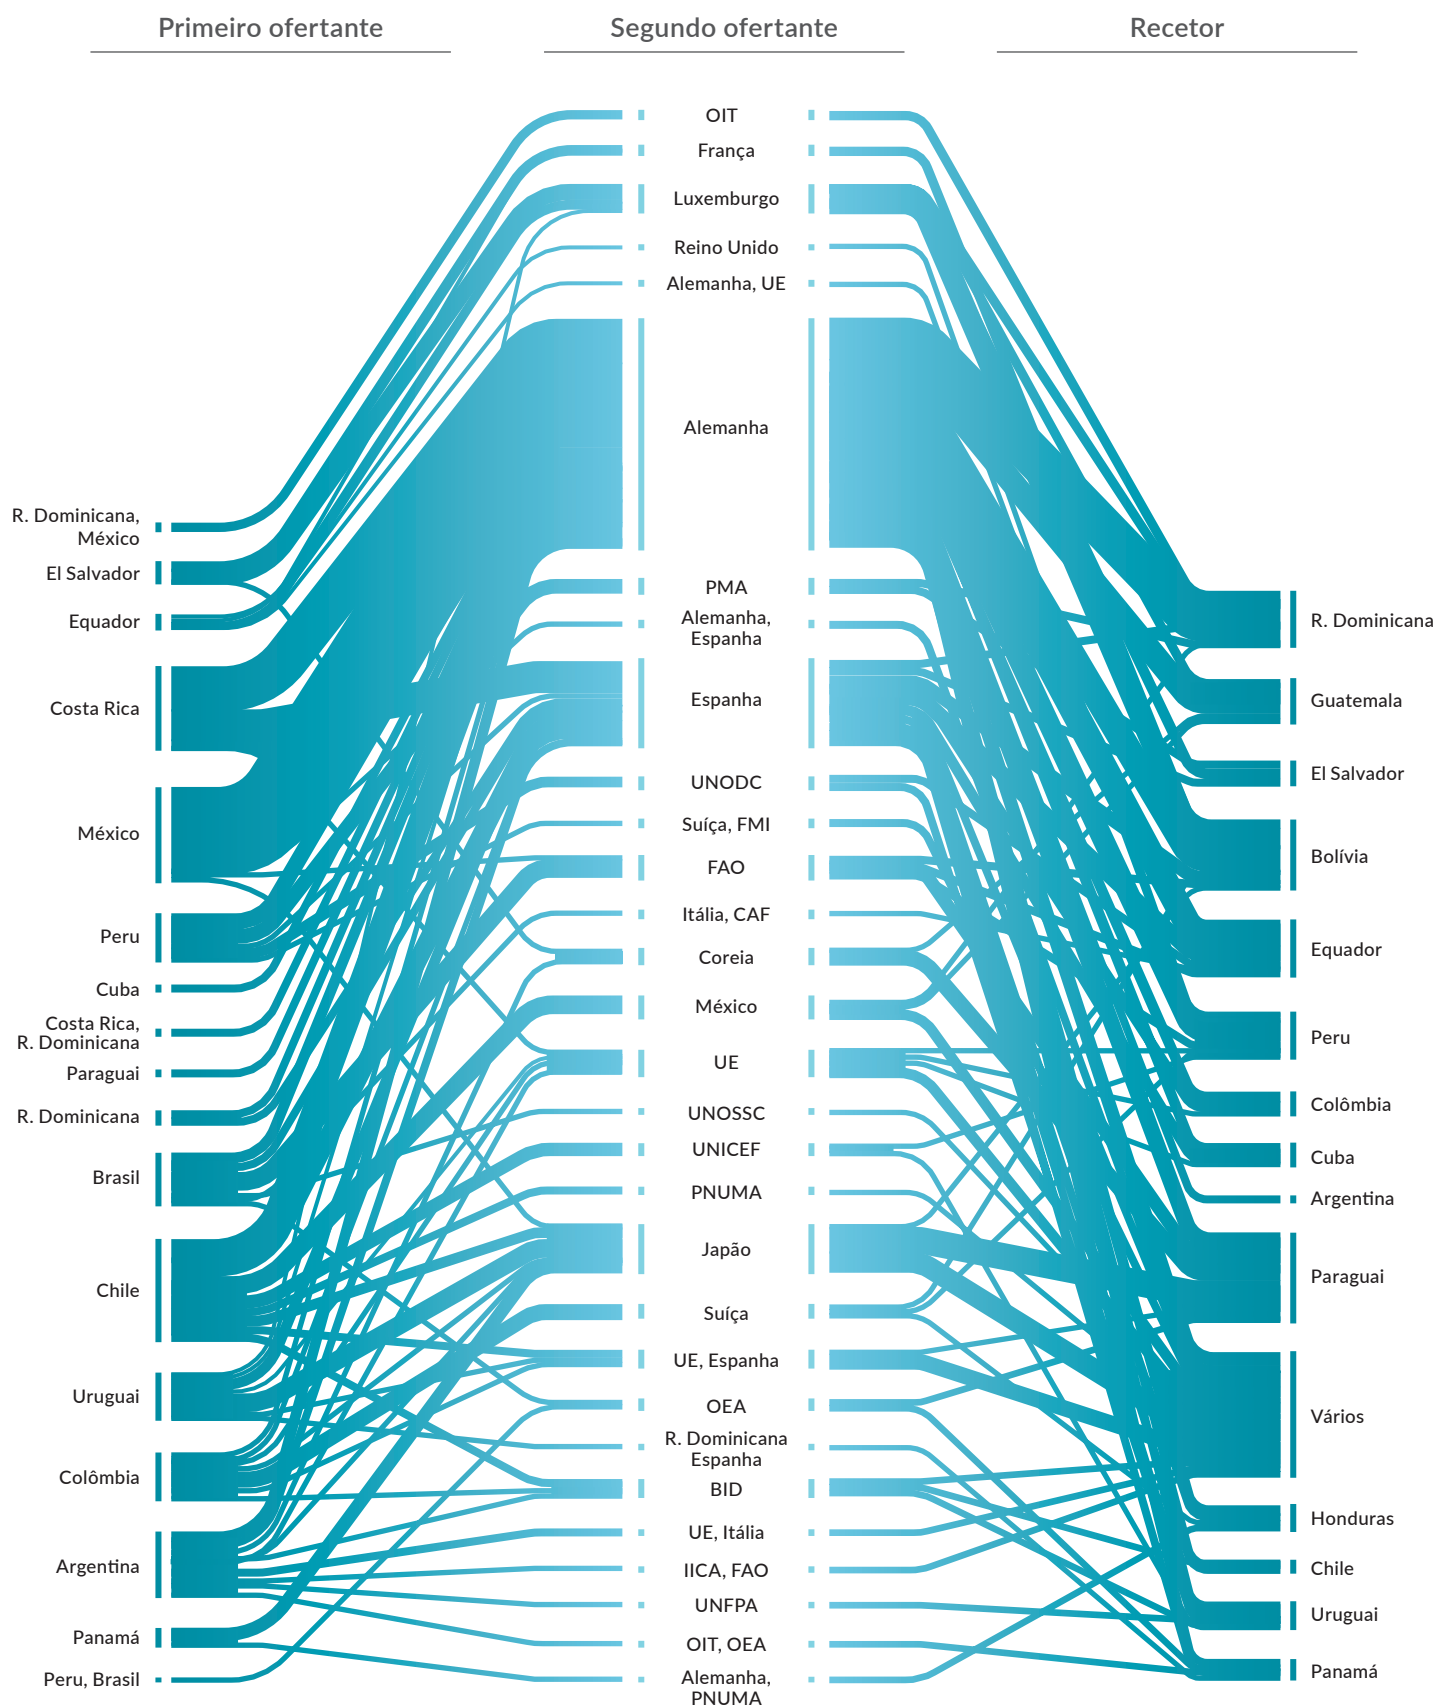 Primeiro ofertante
Segundo ofertante
Recetor
OIT
França
Luxemburgo
Reino Unido
Alemanha, UE
Alemanha
PMA
Alemanha,
Espanha
Espanha
UNODC
Suíça, FMI
FAO
Itália, CAF
Coreia
México
UE
UNOSSC
UNICEF
PNUMA
Japão
Suíça
UE, Espanha
OEA
R. Dominicana
Espanha
BID
UE, Itália
IICA, FAO
UNFPA
OIT, OEA
Alemanha,
PNUMA
R. Dominicana,
México
El Salvador
Equador
Costa Rica
México
Peru
Cuba
Costa Rica,
R. Dominicana
Paraguai
R. Dominicana
Brasil
Chile
Uruguai
Colômbia
Argentina
Panamá
Peru, Brasil
R. Dominicana
Guatemala
El Salvador
Bolívia
Equador
Peru
Colômbia
Cuba
Argentina
Paraguai
Vários
Honduras
Chile
Uruguai
Panamá